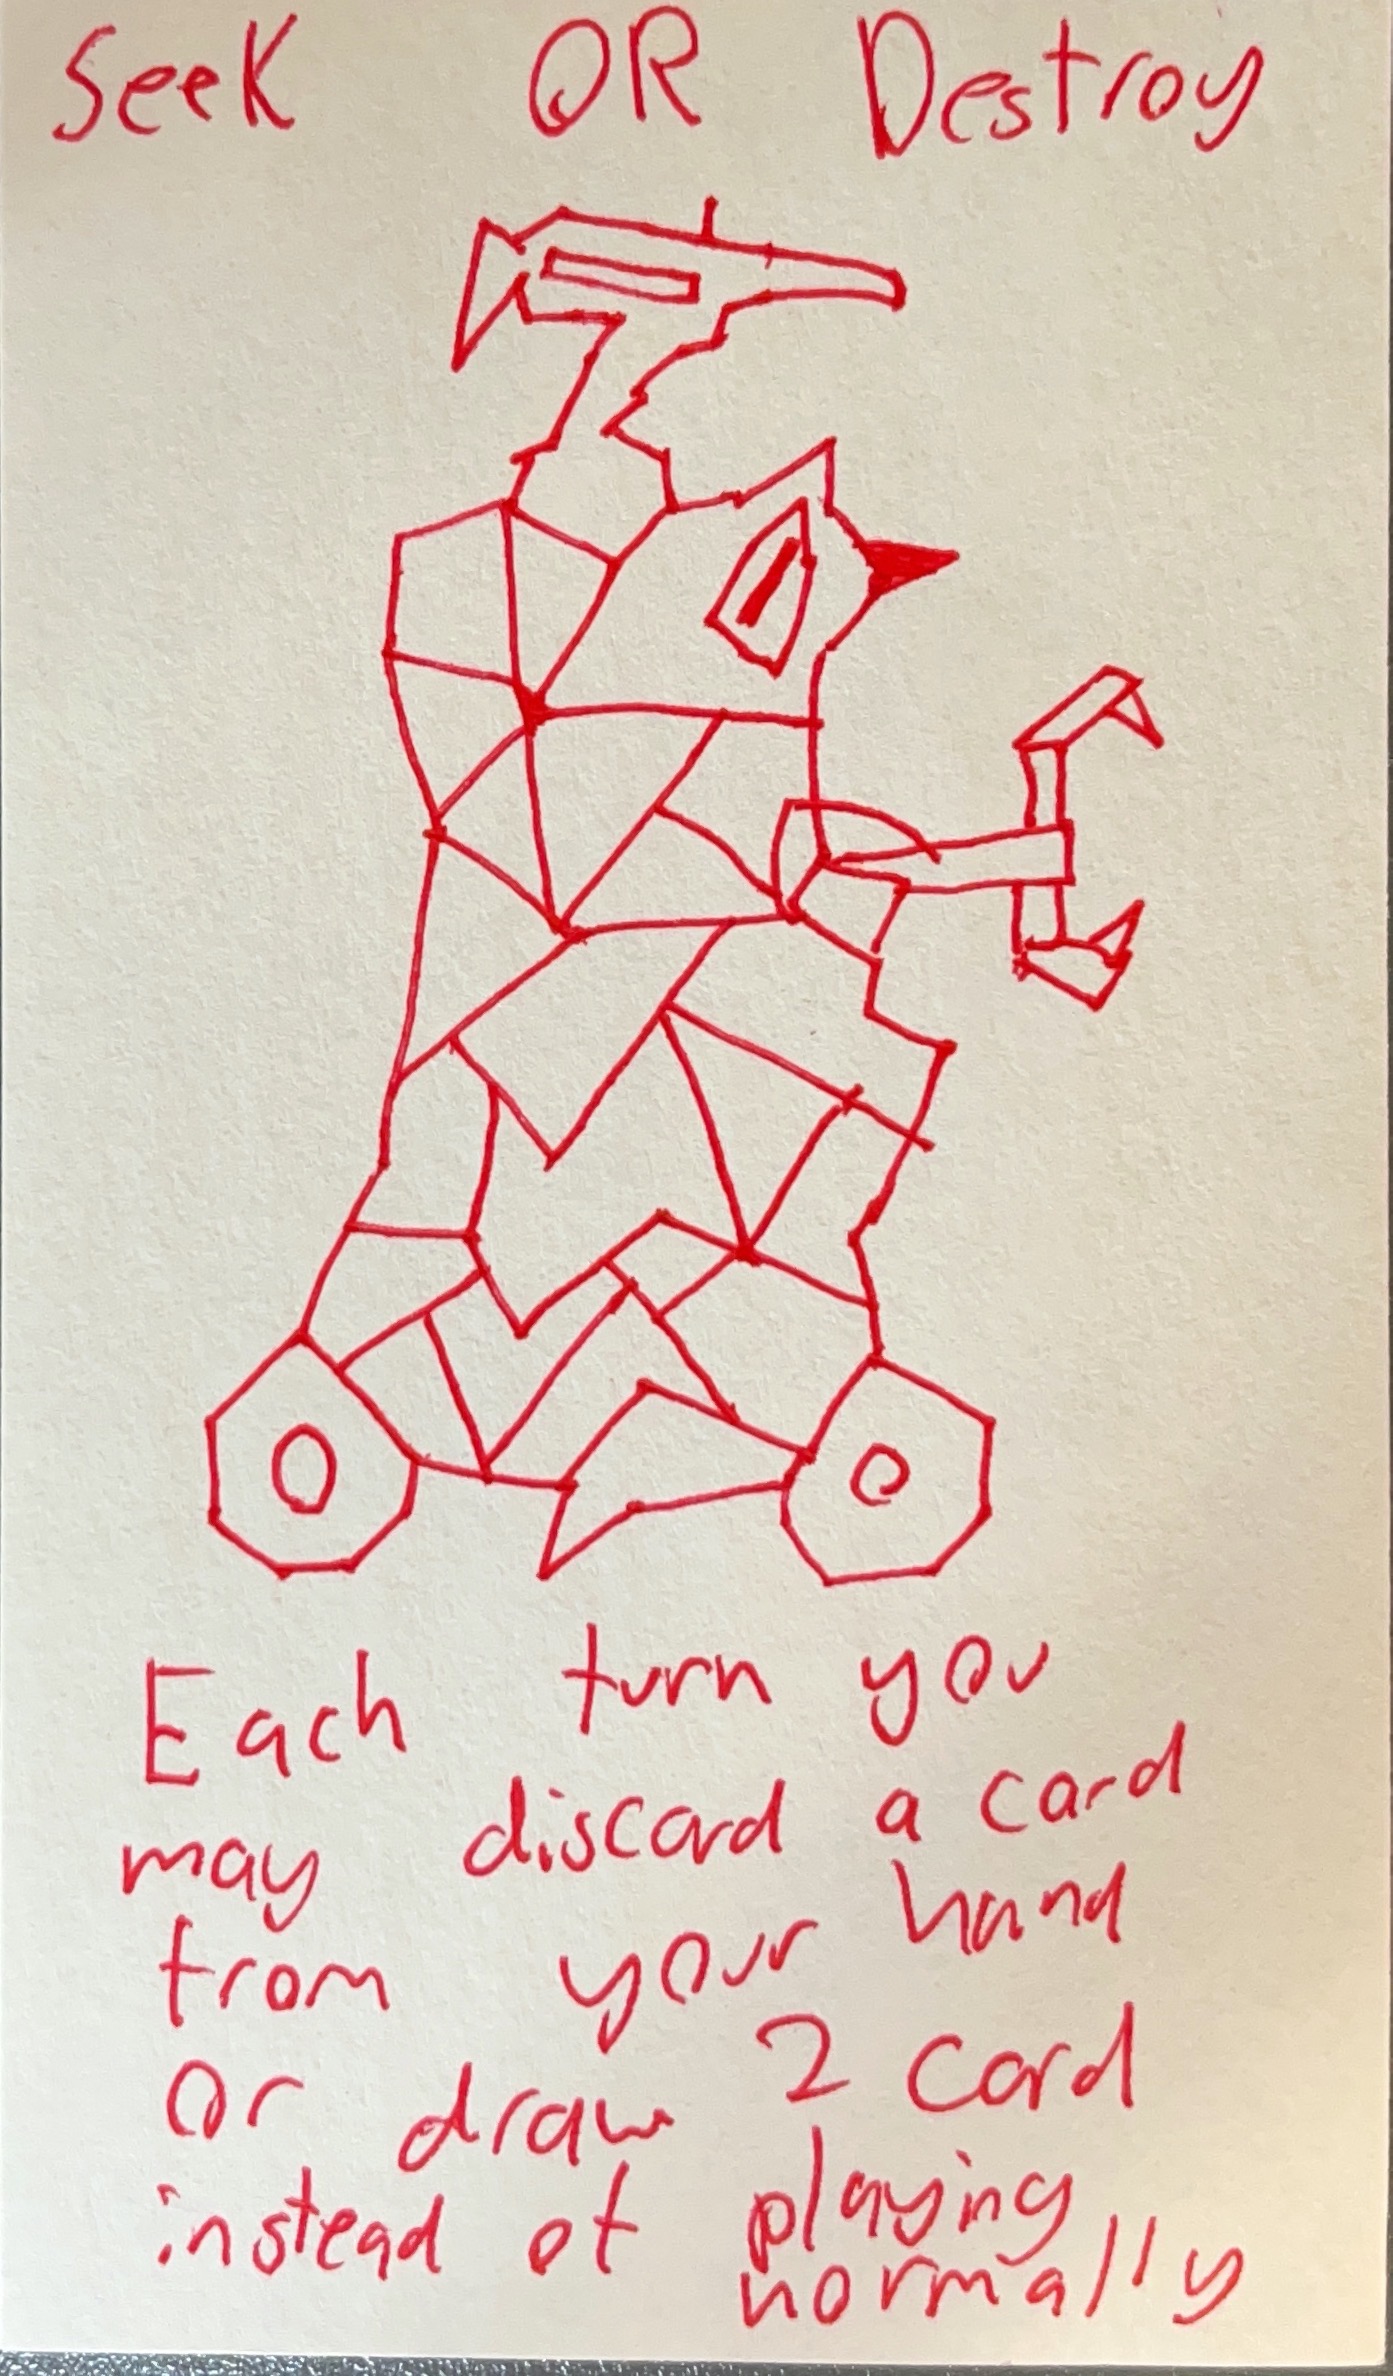 Seek OR Destroy
Each turn you
may discard a card
from your hand
or draw 2 card
instead of playing
normally